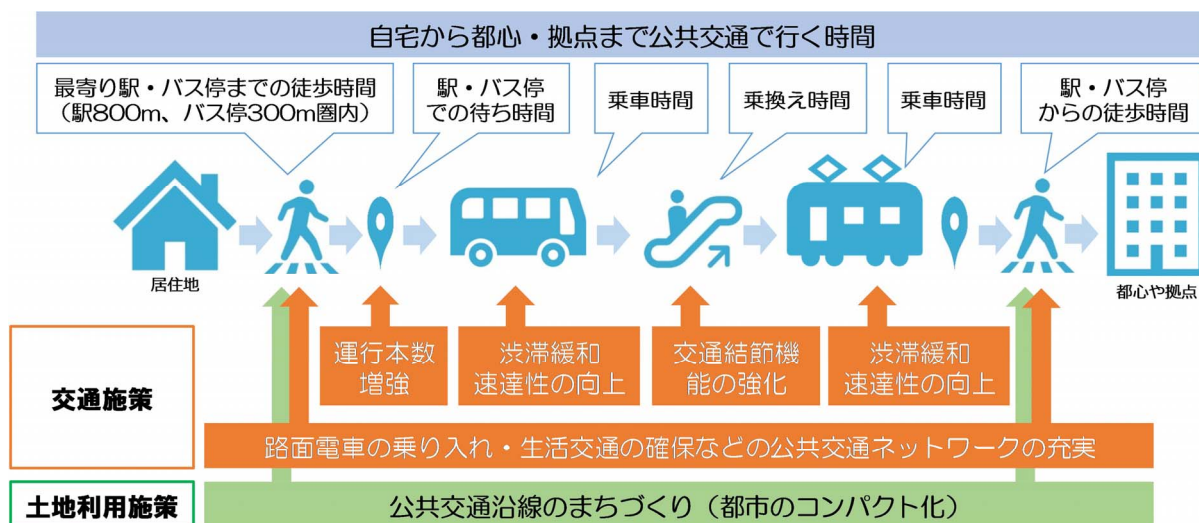 自宅から都心・拠点まで公共交通で行く時間
最寄り駅・バス停までの徒歩時間
（駅800m、バス停300m圏内）
駅・バス停
での待ち時間
乗車時間
乗換え時間
乗車時間
駅・バス停
からの徒歩時間
居住地
都心や拠点
交通施策
運行本数
増強
渋滞緩和
速達性の向上
交通結節機
能の強化
渋滞緩和
速達性の向上
路面電車の乗り入れ・生活交通の確保などの公共交通ネットワークの充実
土地利用施策
公共交通沿線のまちづくり（都市のコンパクト化）